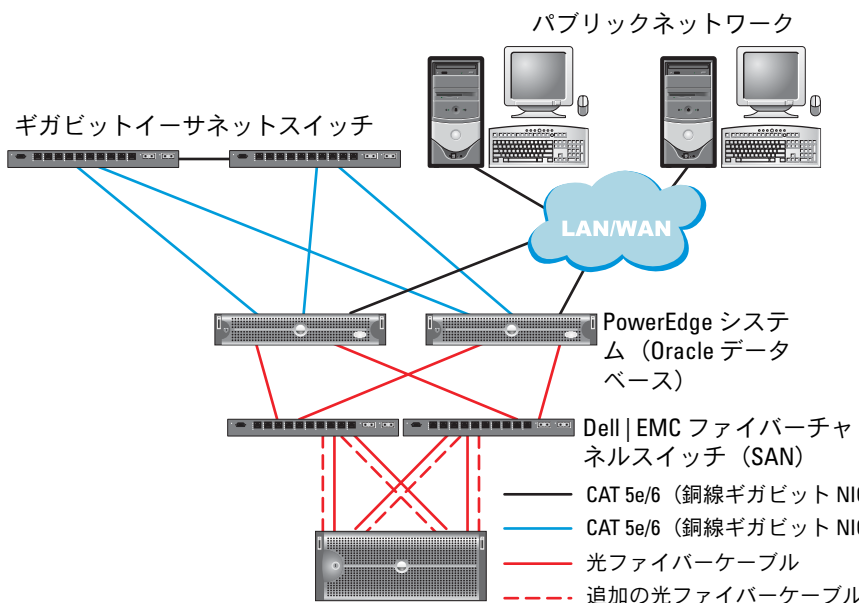 パブリックネットワーク
ギガビットイーサネットスイッチ
LAN/WAN
PowerEdge システ
ム（Oracle データ
ベース）
Dell | EMC ファイバーチャ
ネルスイッチ（SAN）
CAT 5e/6（銅線ギガビット NIC
CAT 5e/6（銅線ギガビット NIC
光ファイバーケーブル
追加の光ファイバーケーブル